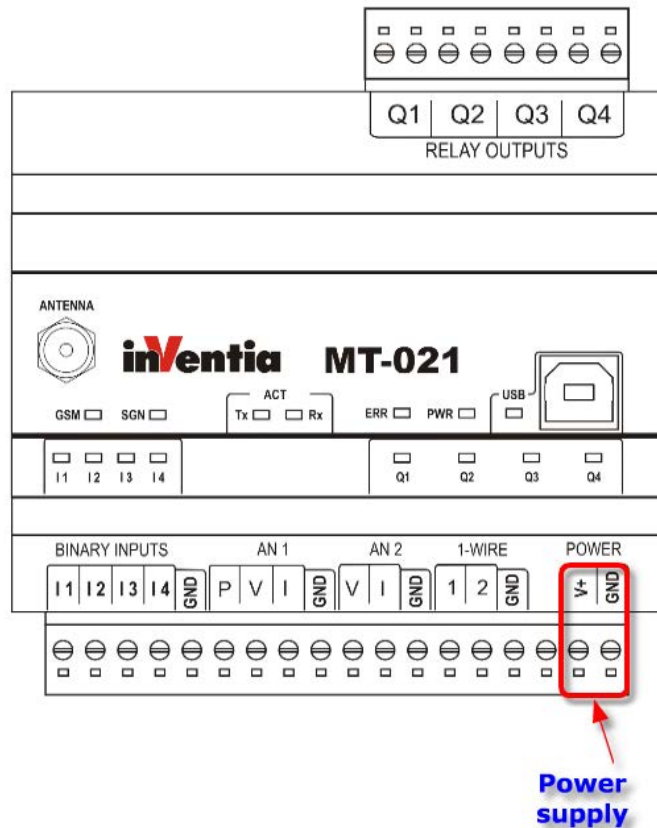 Q1 Q2 Q3 Q4
RELAY OUTPUTS
ANTENNA
inVentia MT-021
ACT
USB
GSM SGN Tx Rx ERR PWR
I1 I2 I3 I4 Q1 Q2 Q3 Q4
BINARY INPUTS AN 1 AN 2 1-WIRE POWER
I1 I2 I3 I4 GND P V I GND V I GND 1 2 GND V+ GND
Power
supply